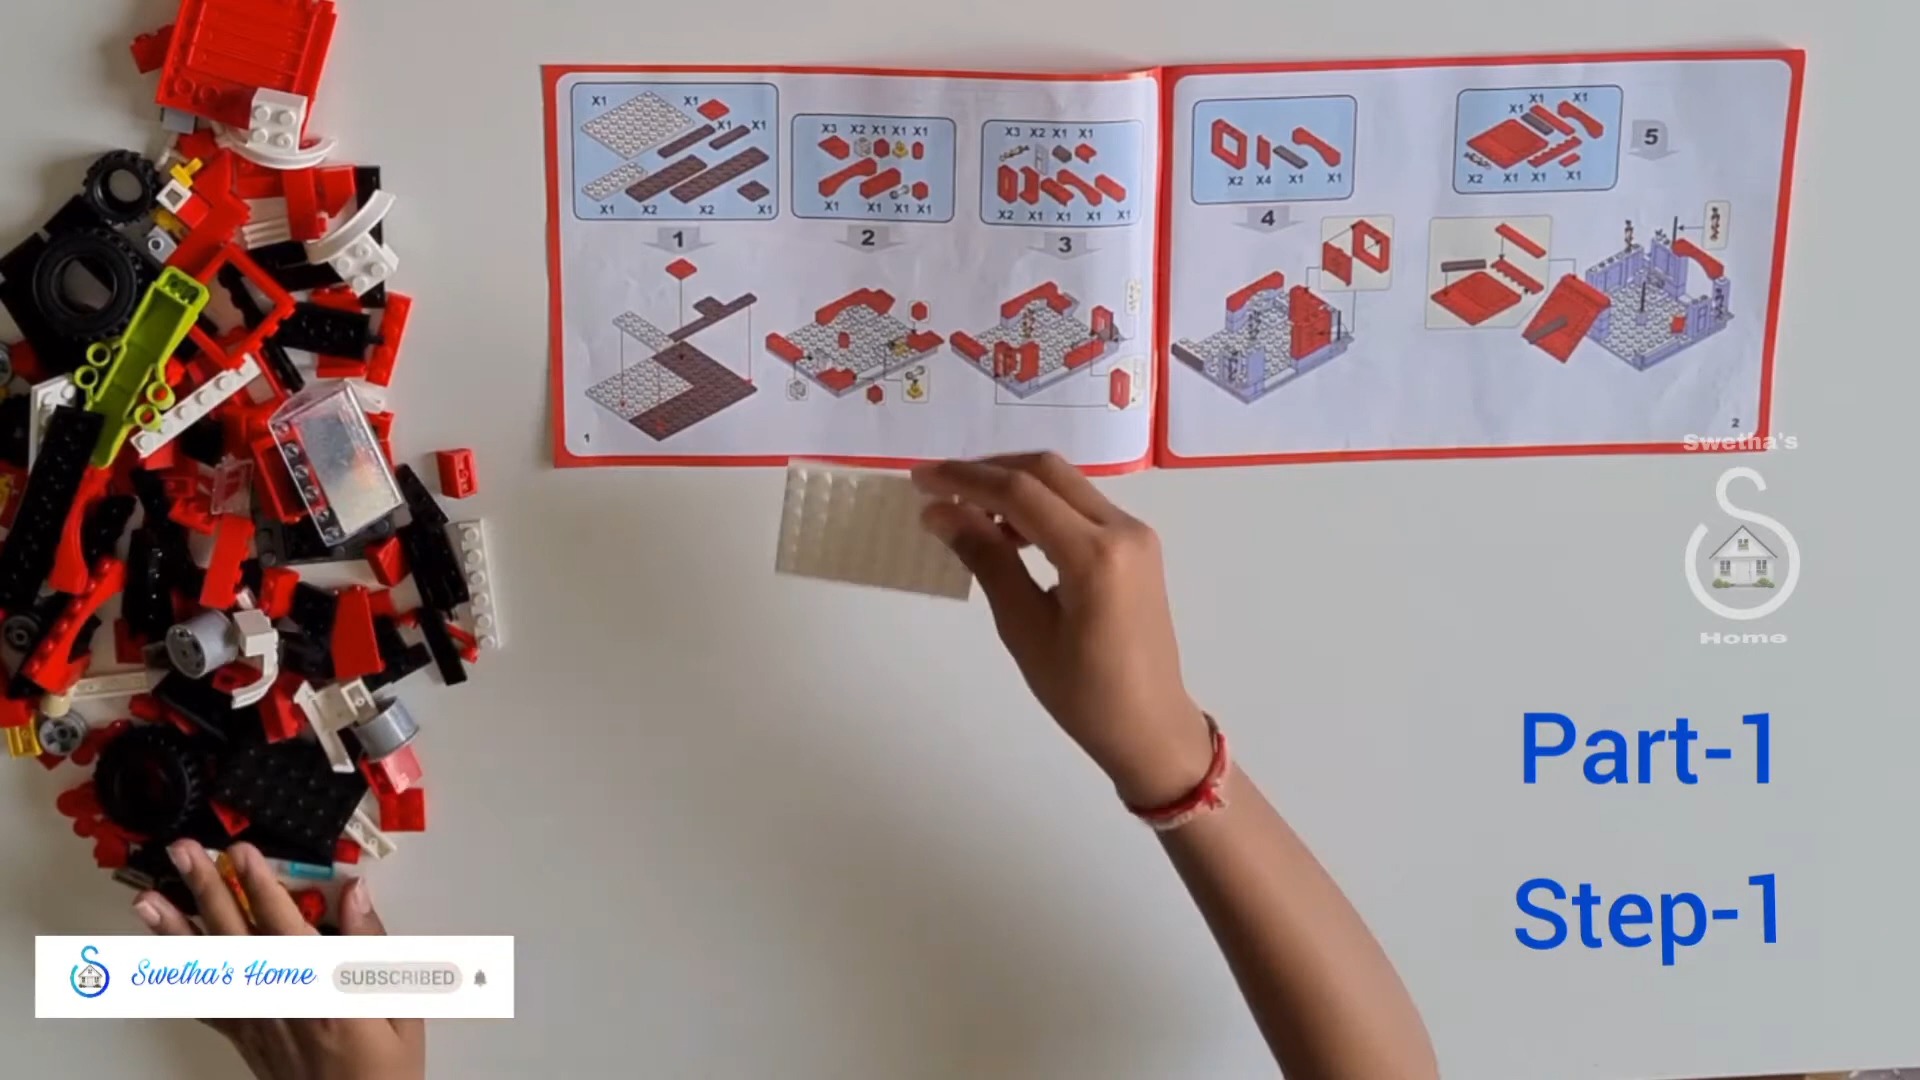 X1 X1
X1 X1
X1 X2 X2 X1
1
X3 X2 X1 X1 X1
X1 X1 X1 X1
2
X3 X2 X1 X1
X2 X1 X1 X1 X1
3
1
X2 X4 X1 X1
4
X1 X1 X1
X2 X1 X1 X1
5
2
Swetha's
Home
Part-1
Step-1
Swetha's Home SUBSCRIBED